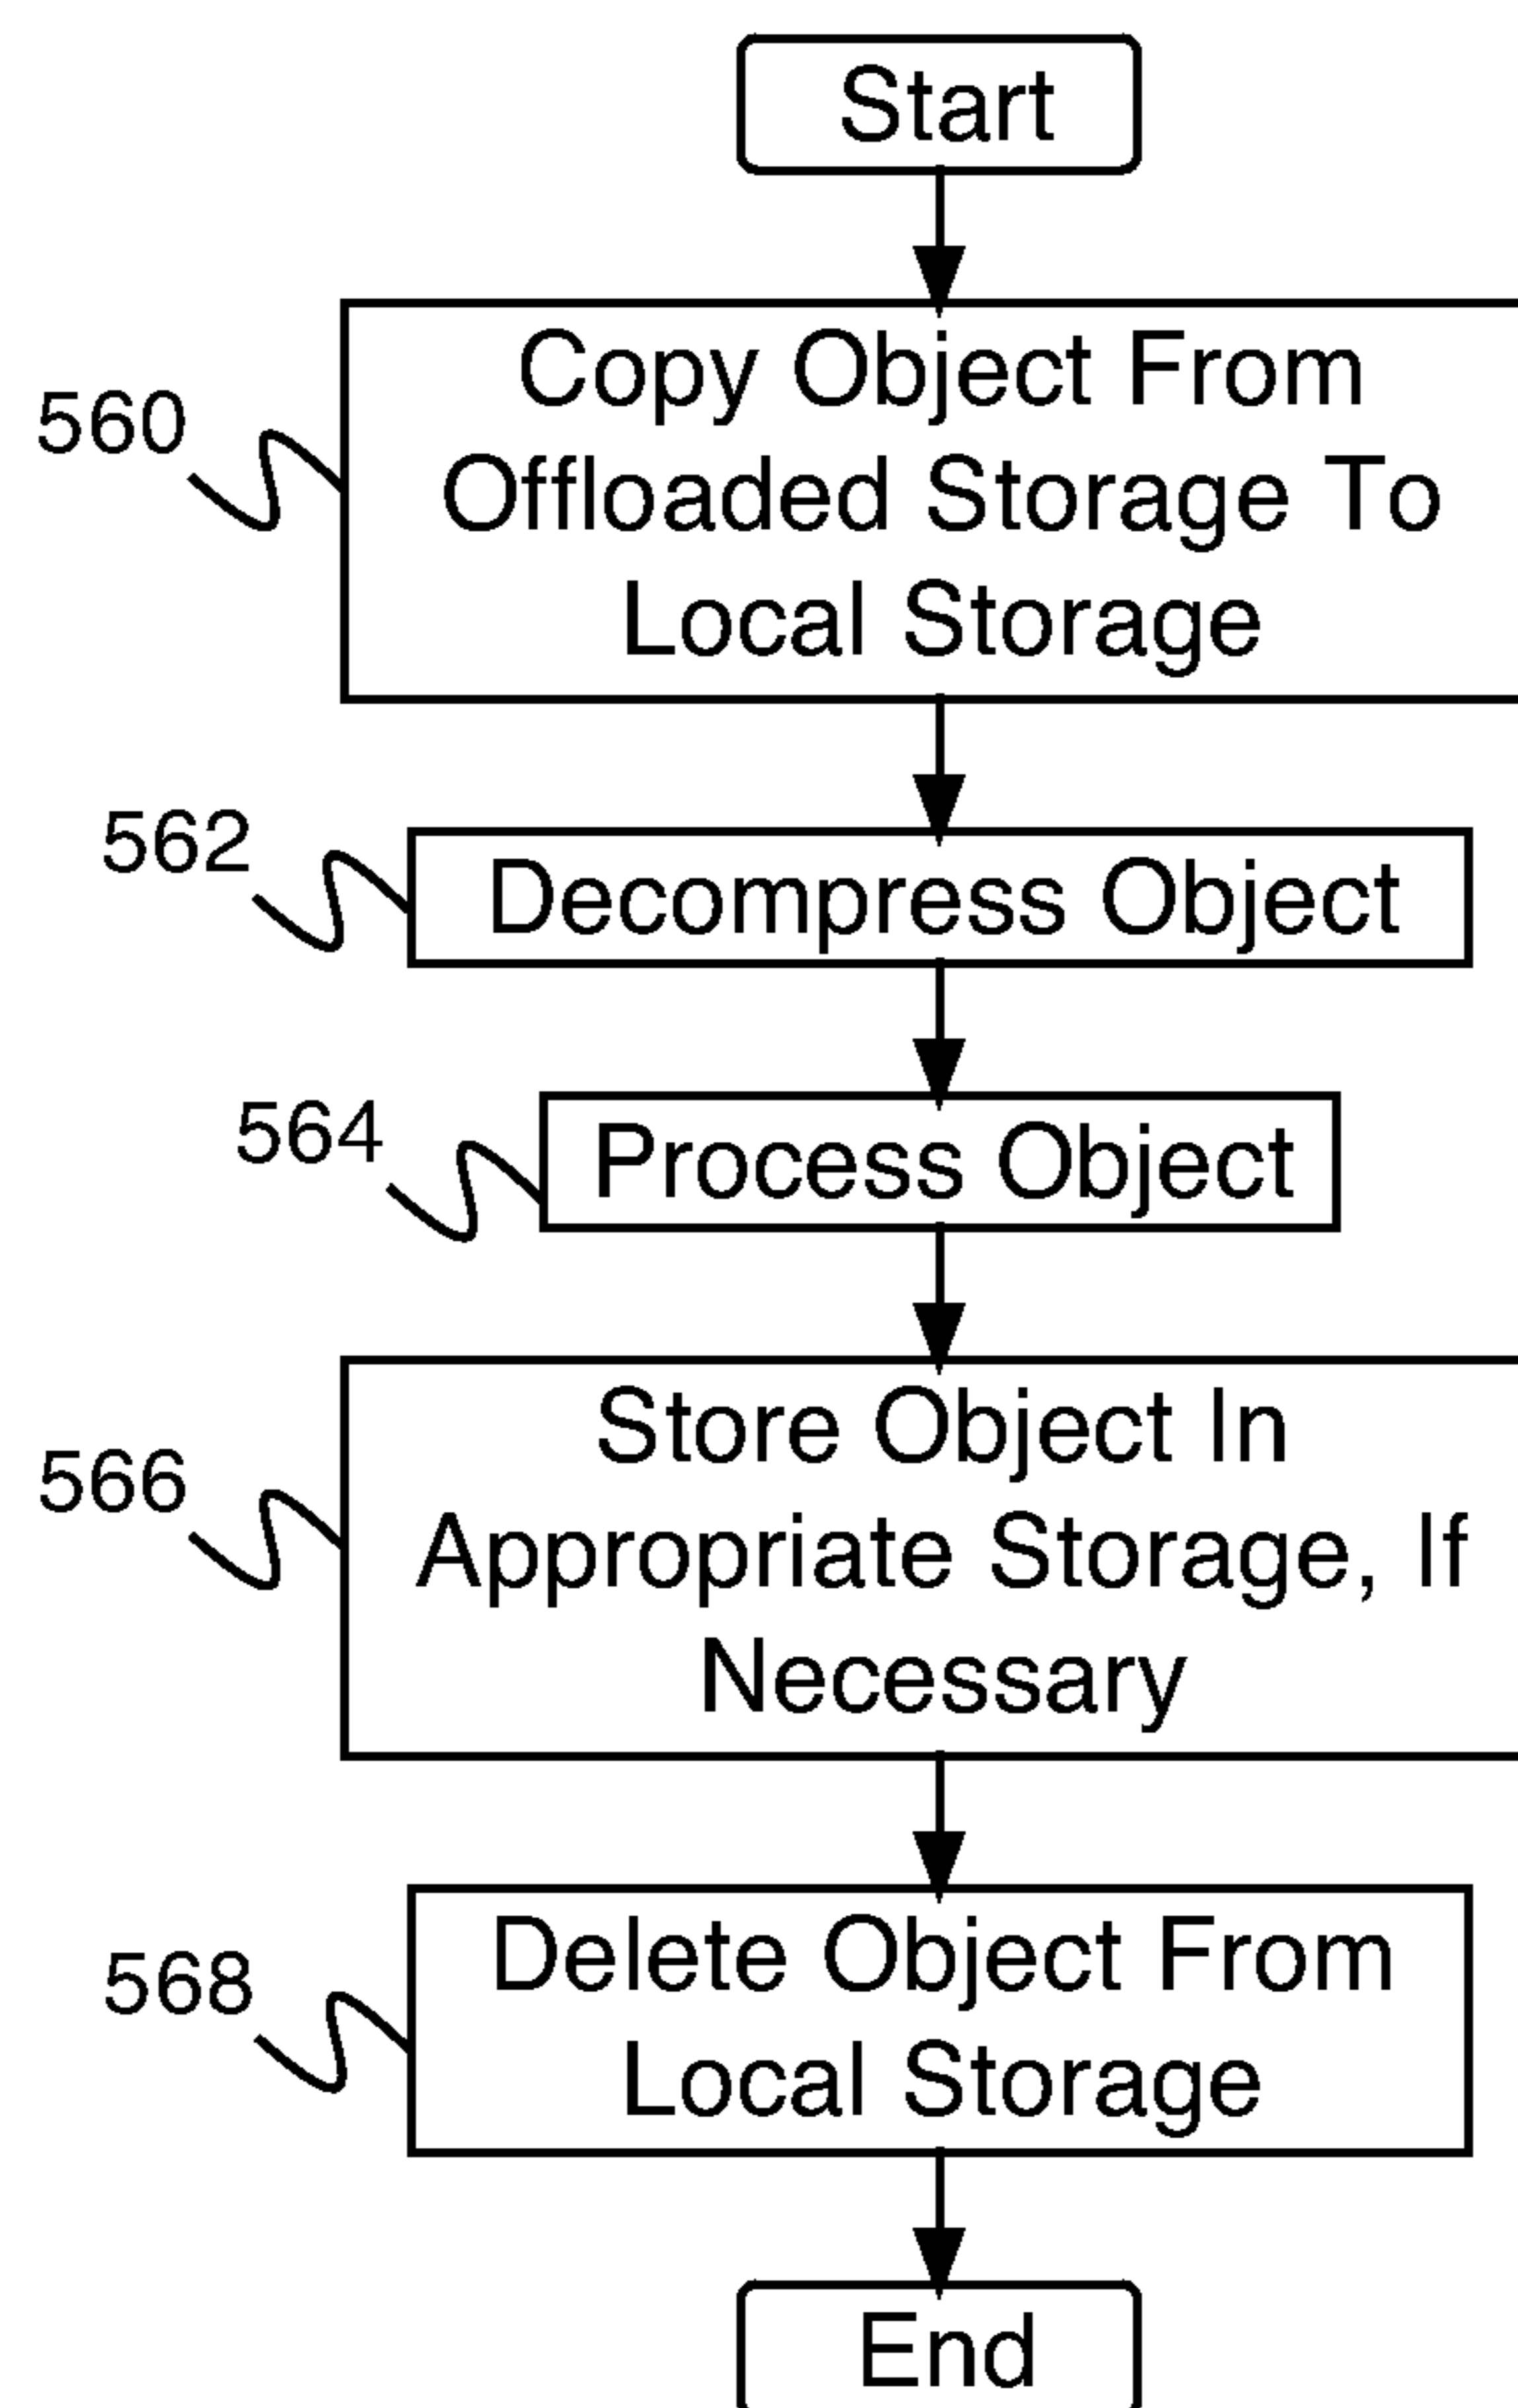 Start
560
Copy Object From
Offloaded Storage To
Local Storage
562
Decompress Object
564
Process Object
566
Store Object In
Appropriate Storage, If
Necessary
568
Delete Object From
Local Storage
End